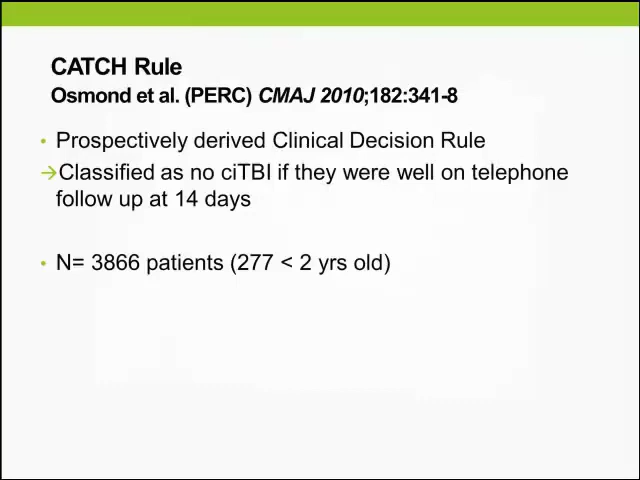 CATCH Rule
Osmond et al. (PERC) CMAJ 2010;182:341-8
• Prospectively derived Clinical Decision Rule
→Classified as no ciTBI if they were well on telephone
follow up at 14 days
• N= 3866 patients (277 < 2 yrs old)